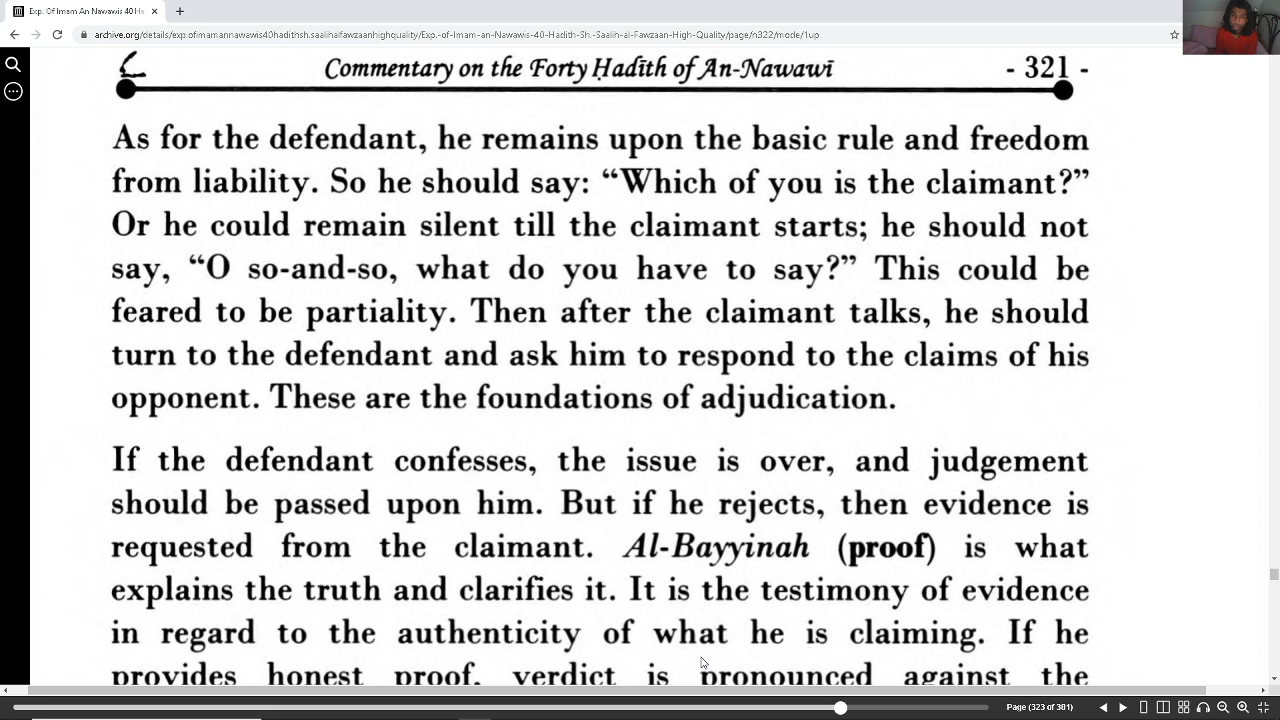 Exp. Of Imam An Nawawis 40 Ha
archive.org/details/exp.ofimamannawawis40hadithsh.saalihalfawzaanhighquality/Exp.-of-Imam-an-Nawawis-40-Hadith-Sh.-Saalih-al-Fawzaan-High-Quality/page/n322/mode/1up
Commentary on the Forty Ḥadīth of An-Nawawī - 321 -
As for the defendant, he remains upon the basic rule and freedom
from liability. So he should say: “Which of you is the claimant?”
Or he could remain silent till the claimant starts; he should not
say, “O so-and-so, what do you have to say?” This could be
feared to be partiality. Then after the claimant talks, he should
turn to the defendant and ask him to respond to the claims of his
opponent. These are the foundations of adjudication.
If the defendant confesses, the issue is over, and judgement
should be passed upon him. But if he rejects, then evidence is
requested from the claimant. Al-Bayyinah (proof) is what
explains the truth and clarifies it. It is the testimony of evidence
in regard to the authenticity of what he is claiming. If he
provides honest proof, verdict is pronounced against the
Page (323 of 381)